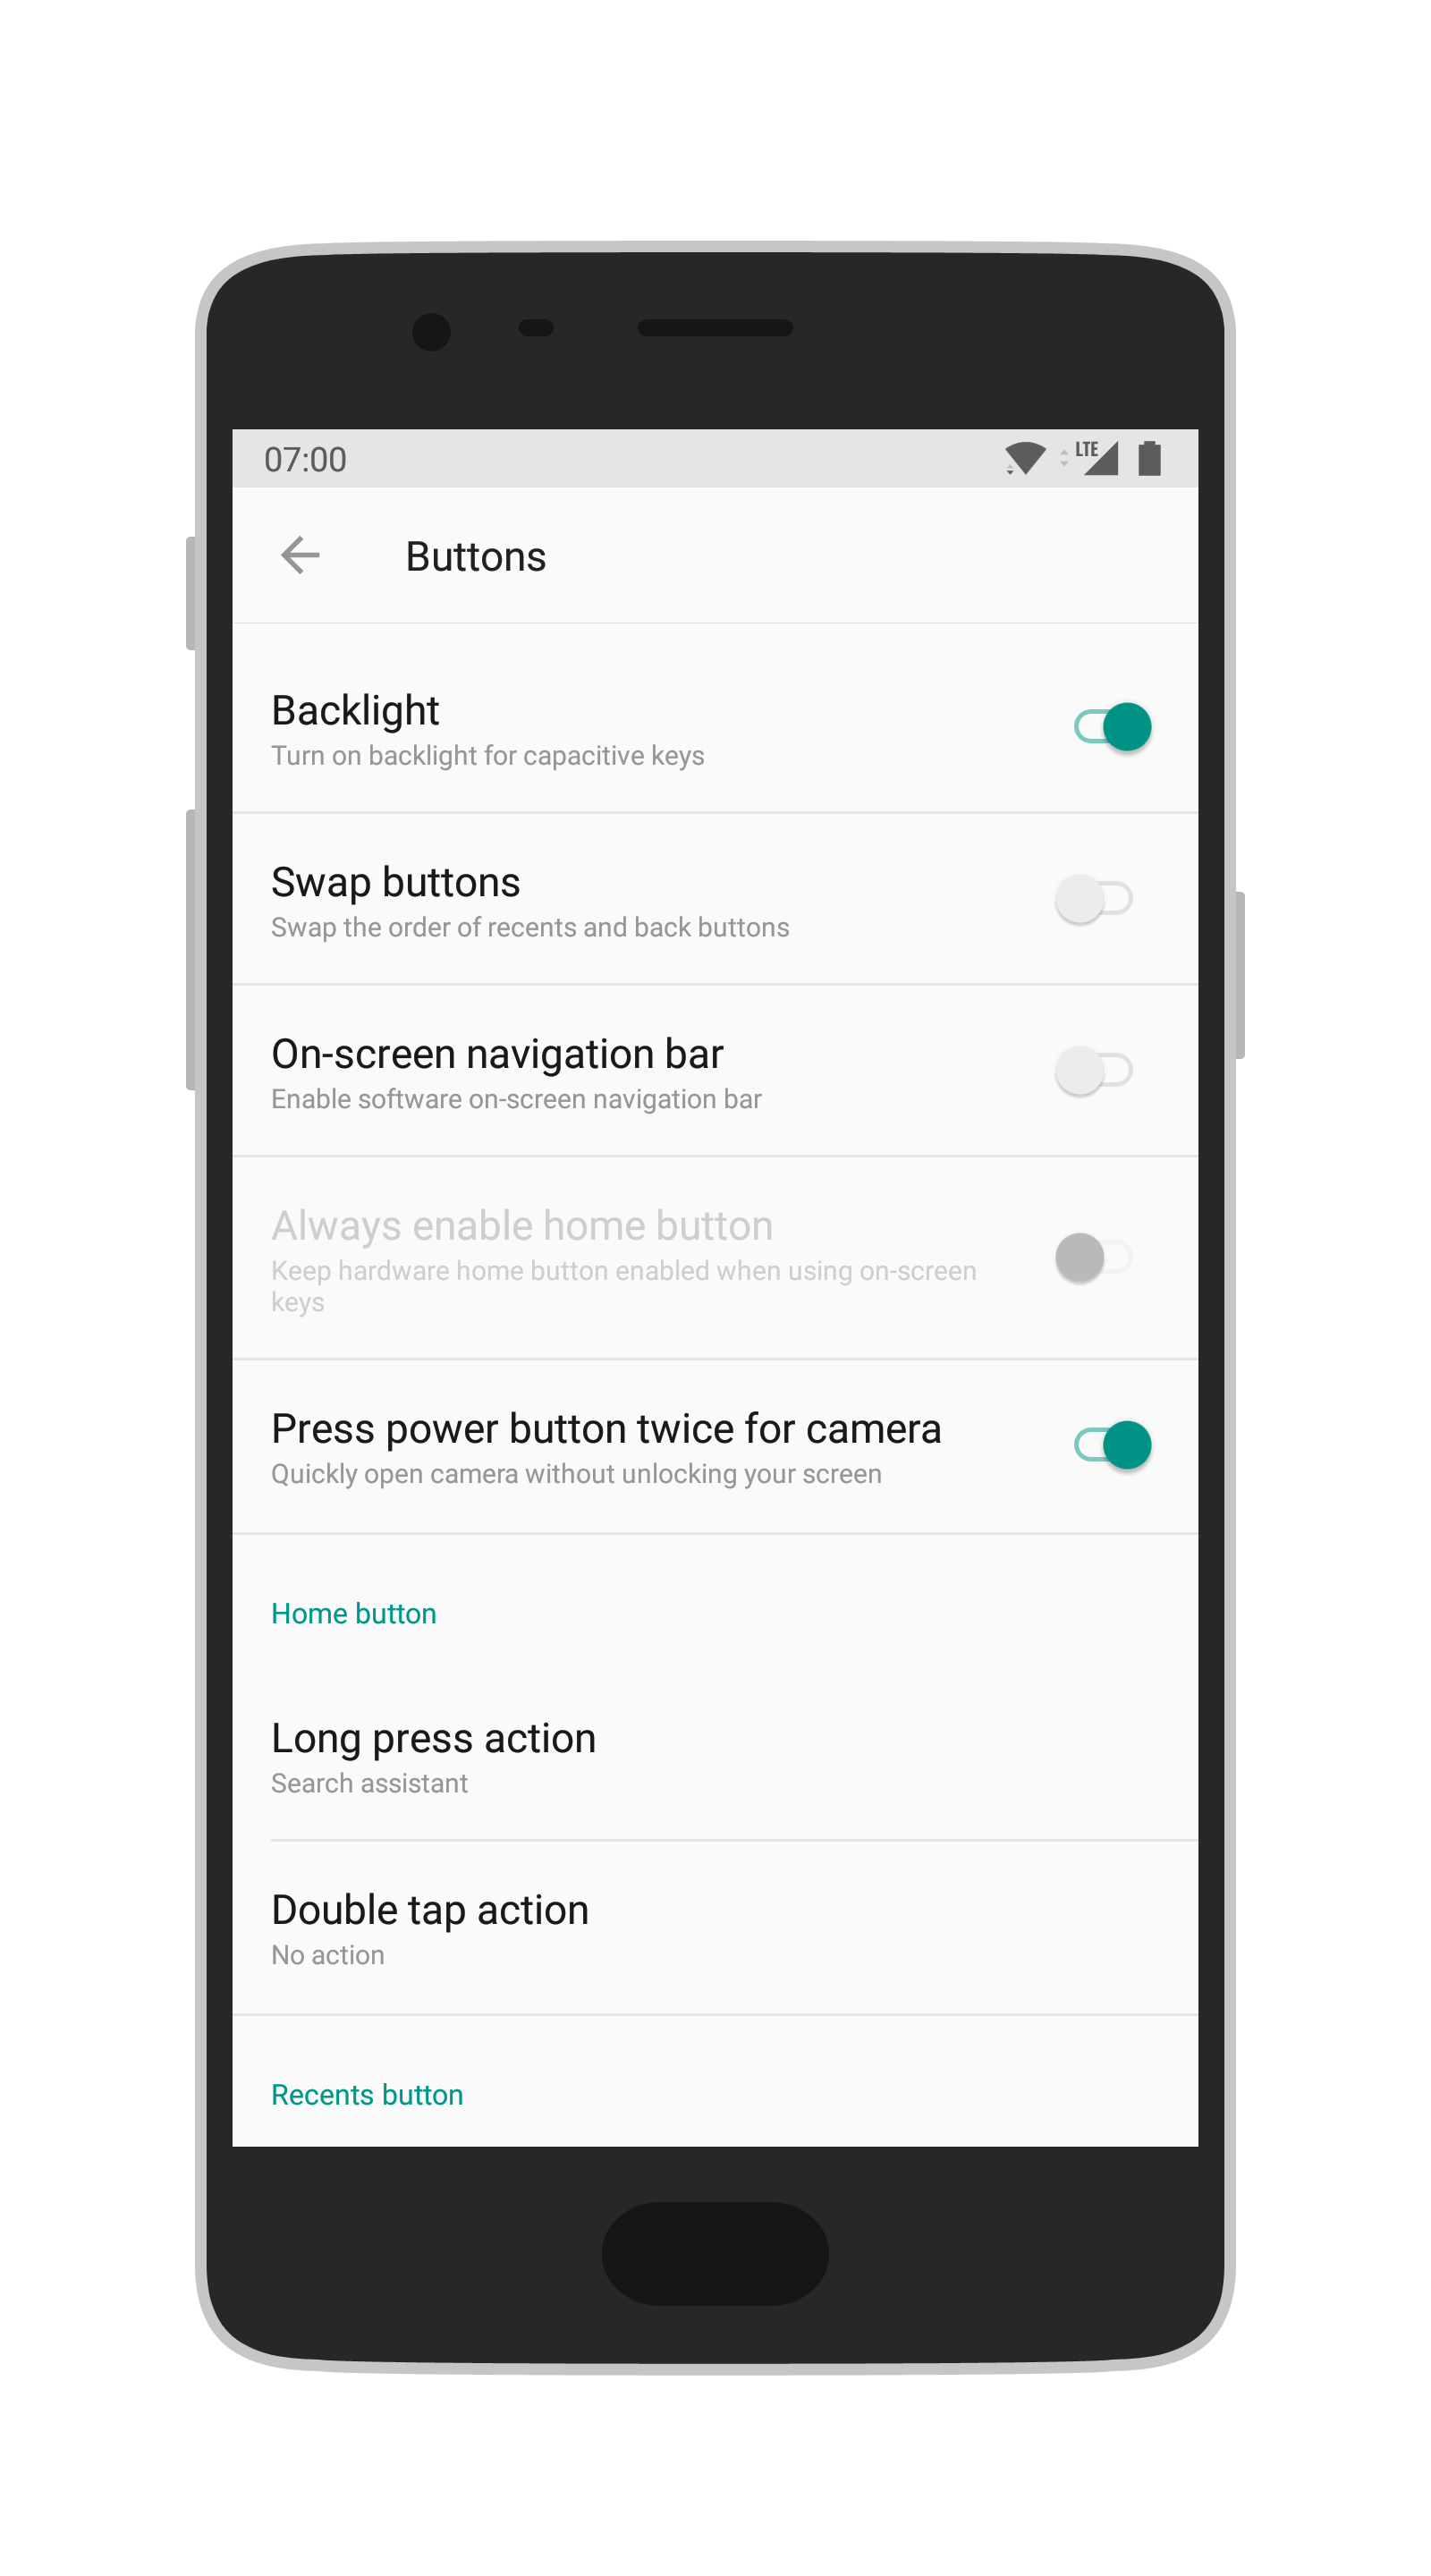 07:00
LTE
Buttons
Backlight
Turn on backlight for capacitive keys
Swap buttons
Swap the order of recents and back buttons
On-screen navigation bar
Enable software on-screen navigation bar
Always enable home button
Keep hardware home button enabled when using on-screen
keys
Press power button twice for camera
Quickly open camera without unlocking your screen
Home button
Long press action
Search assistant
Double tap action
No action
Recents button